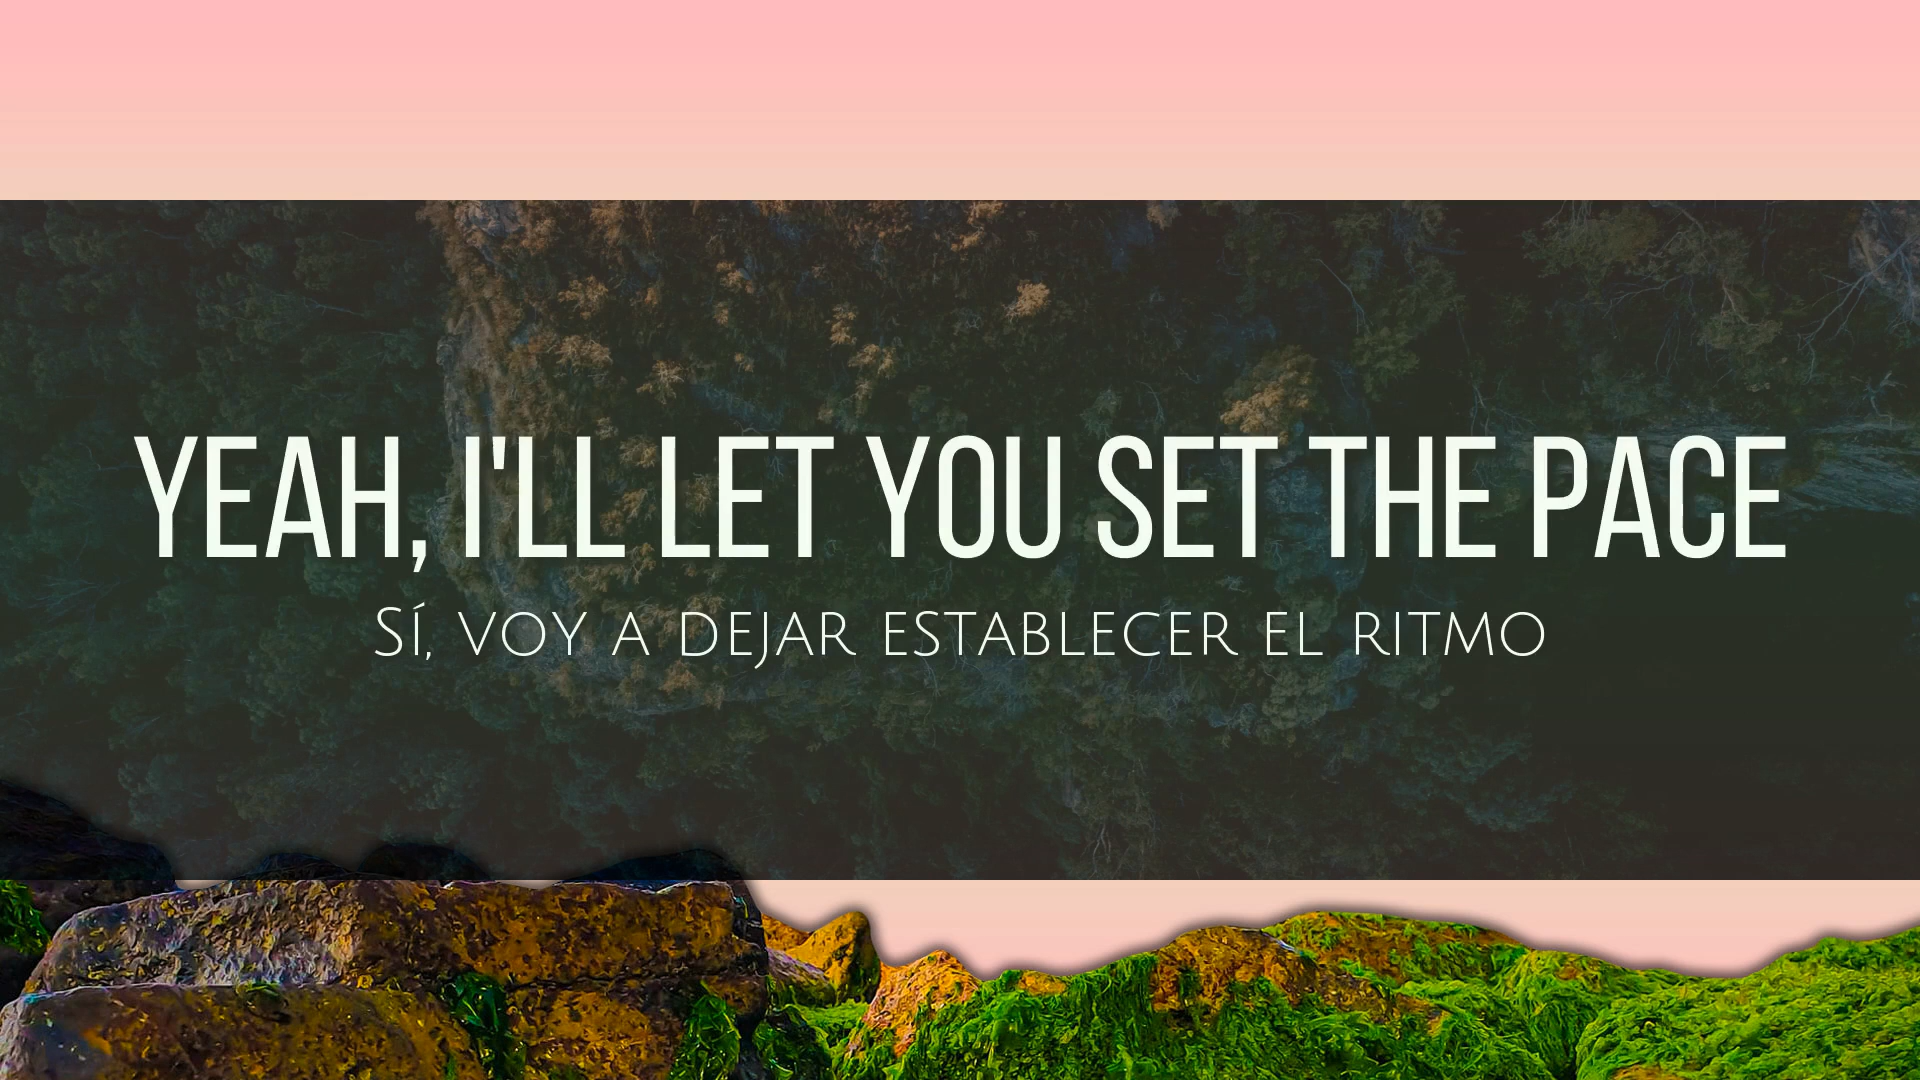 YEAH, I'LL LET YOU SET THE PACE
SÍ, VOY A DEJAR ESTABLECER EL RITMO